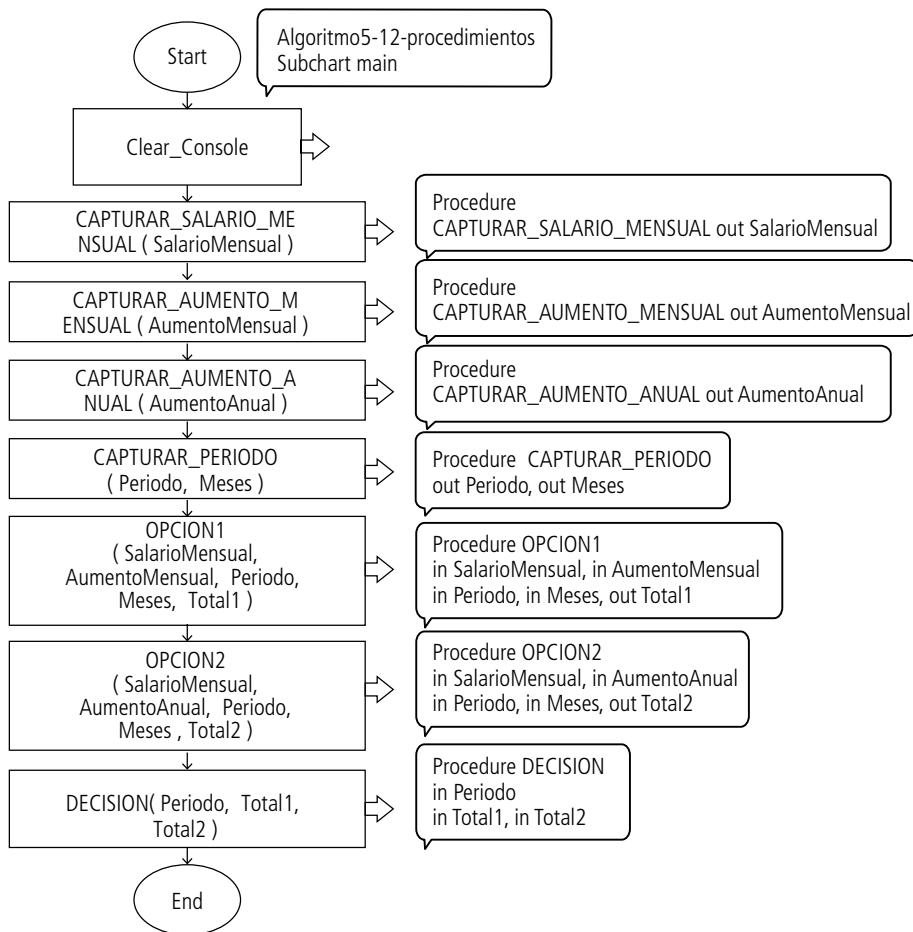 Start
Algoritmo5-12-procedimientos
Subchart main
Clear_Console
CAPTURAR_SALARIO_ME
NSUAL ( SalarioMensual )
Procedure
CAPTURAR_SALARIO_MENSUAL out SalarioMensual
CAPTURAR_AUMENTO_M
ENSUAL ( AumentoMensual )
Procedure
CAPTURAR_AUMENTO_MENSUAL out AumentoMensual
CAPTURAR_AUMENTO_A
NUAL ( AumentoAnual )
Procedure
CAPTURAR_AUMENTO_ANUAL out AumentoAnual
CAPTURAR_PERIODO
( Periodo, Meses )
Procedure CAPTURAR_PERIODO
out Periodo, out Meses
OPCION1
( SalarioMensual,
AumentoMensual, Periodo,
Meses, Total1 )
Procedure OPCION1
in SalarioMensual, in AumentoMensual
in Periodo, in Meses, out Total1
OPCION2
( SalarioMensual,
AumentoAnual, Periodo,
Meses , Total2 )
Procedure OPCION2
in SalarioMensual, in AumentoAnual
in Periodo, in Meses, out Total2
DECISION( Periodo, Total1,
Total2 )
Procedure DECISION
in Periodo
in Total1, in Total2
End